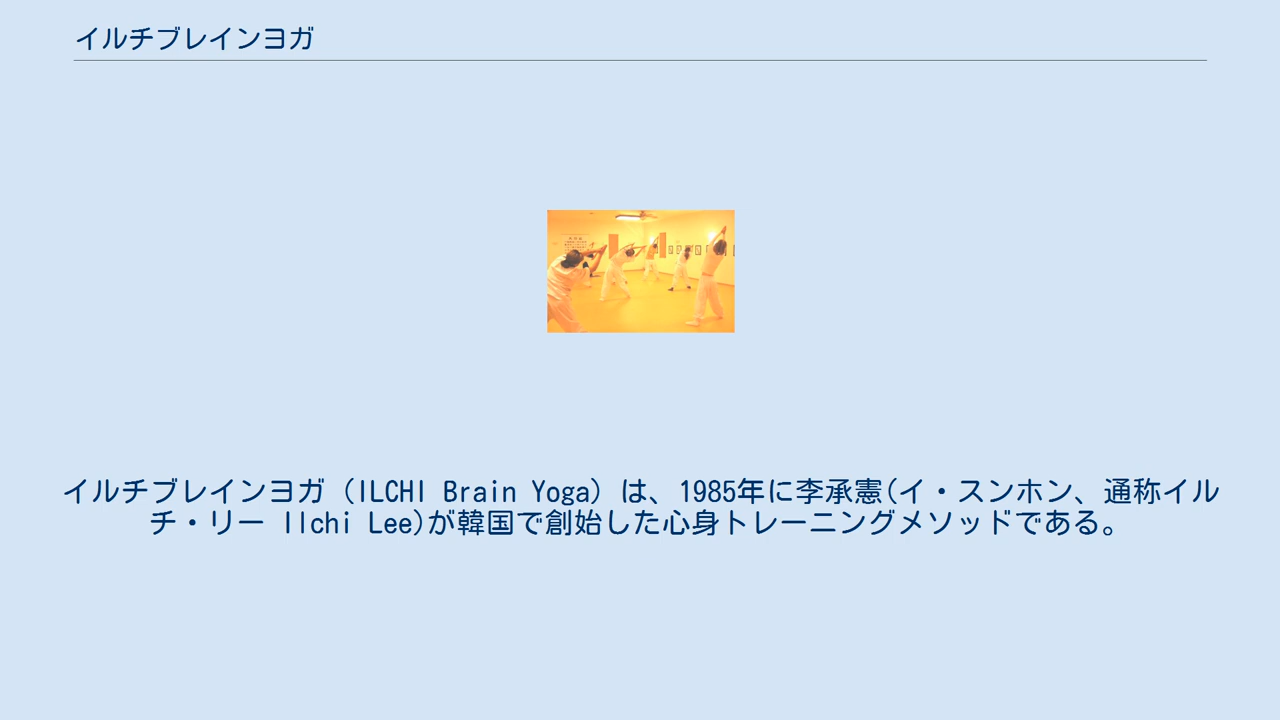 イルチブレインヨガ
イルチブレインヨガ（ILCHI Brain Yoga）は、1985年に李承憲(イ・スンホン、通称イル
チ・リー Ilchi Lee)が韓国で創始した心身トレーニングメソッドである。